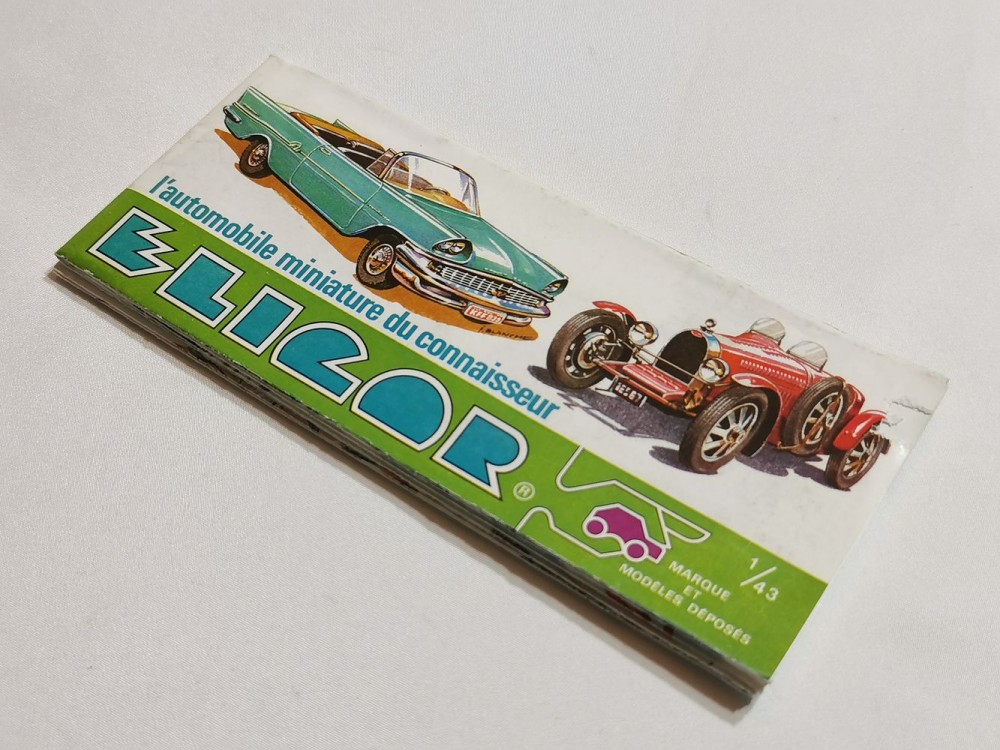 l'automobile miniature du connaisseur
ELIGOR®
1/43
MARQUE
ET
MODÈLES DÉPOSÉS